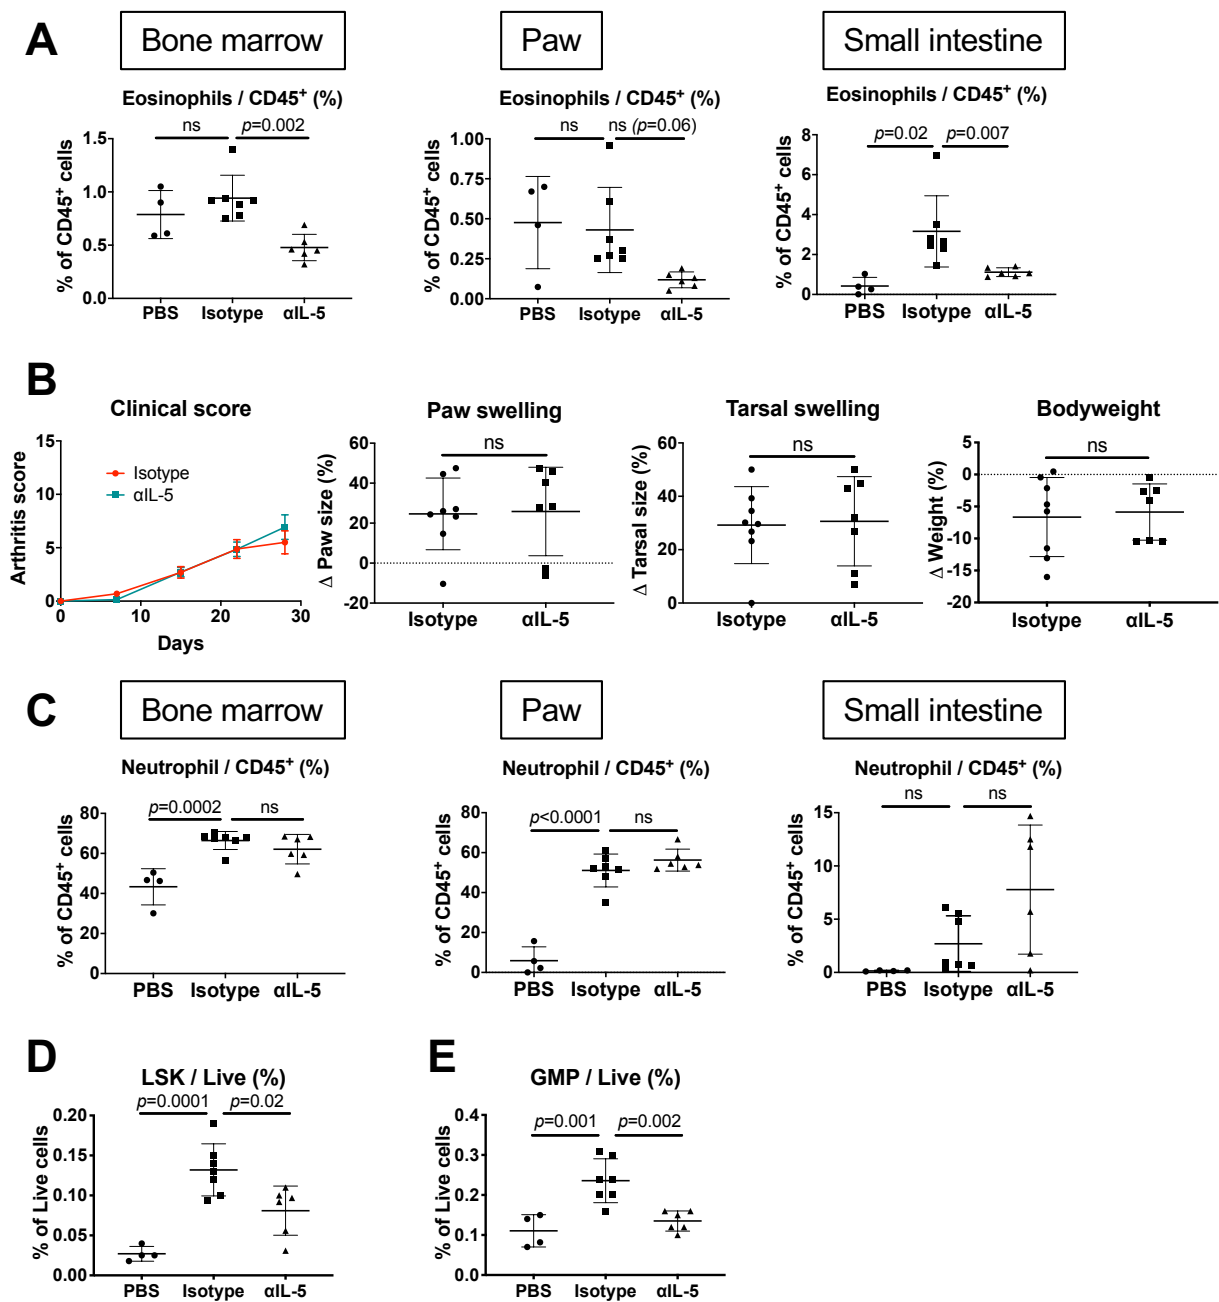 A
Bone marrow
Paw
Small intestine
Eosinophils / CD45⁺ (%)
Eosinophils / CD45⁺ (%)
Eosinophils / CD45⁺ (%)
% of CD45⁺ cells
1.5
1.0
0.5
0.0
ns
p=0.002
PBS
Isotype
αIL-5
% of CD45⁺ cells
1.00
0.75
0.50
0.25
0.00
ns
ns (p=0.06)
PBS
Isotype
αIL-5
% of CD45⁺ cells
8
6
4
2
0
p=0.02
p=0.007
PBS
Isotype
αIL-5
B
Clinical score
Arthritis score
15
10
5
0
Isotype
αIL-5
0
10
20
30
Days
Paw swelling
Δ Paw size (%)
60
40
20
0
-20
ns
Isotype
αIL-5
Tarsal swelling
Δ Tarsal size (%)
60
40
20
0
ns
Isotype
αIL-5
Bodyweight
Δ Weight (%)
5
0
-5
-10
-15
-20
ns
Isotype
αIL-5
C
Bone marrow
Paw
Small intestine
Neutrophil / CD45⁺ (%)
Neutrophil / CD45⁺ (%)
Neutrophil / CD45⁺ (%)
% of CD45⁺ cells
80
60
40
20
0
p=0.0002
ns
PBS
Isotype
αIL-5
% of CD45⁺ cells
80
60
40
20
0
p<0.0001
ns
PBS
Isotype
αIL-5
% of CD45⁺ cells
15
10
5
0
ns
ns
PBS
Isotype
αIL-5
D
LSK / Live (%)
% of Live cells
0.20
0.15
0.10
0.05
0.00
p=0.0001
p=0.02
PBS
Isotype
αIL-5
E
GMP / Live (%)
% of Live cells
0.4
0.3
0.2
0.1
0.0
p=0.001
p=0.002
PBS
Isotype
αIL-5